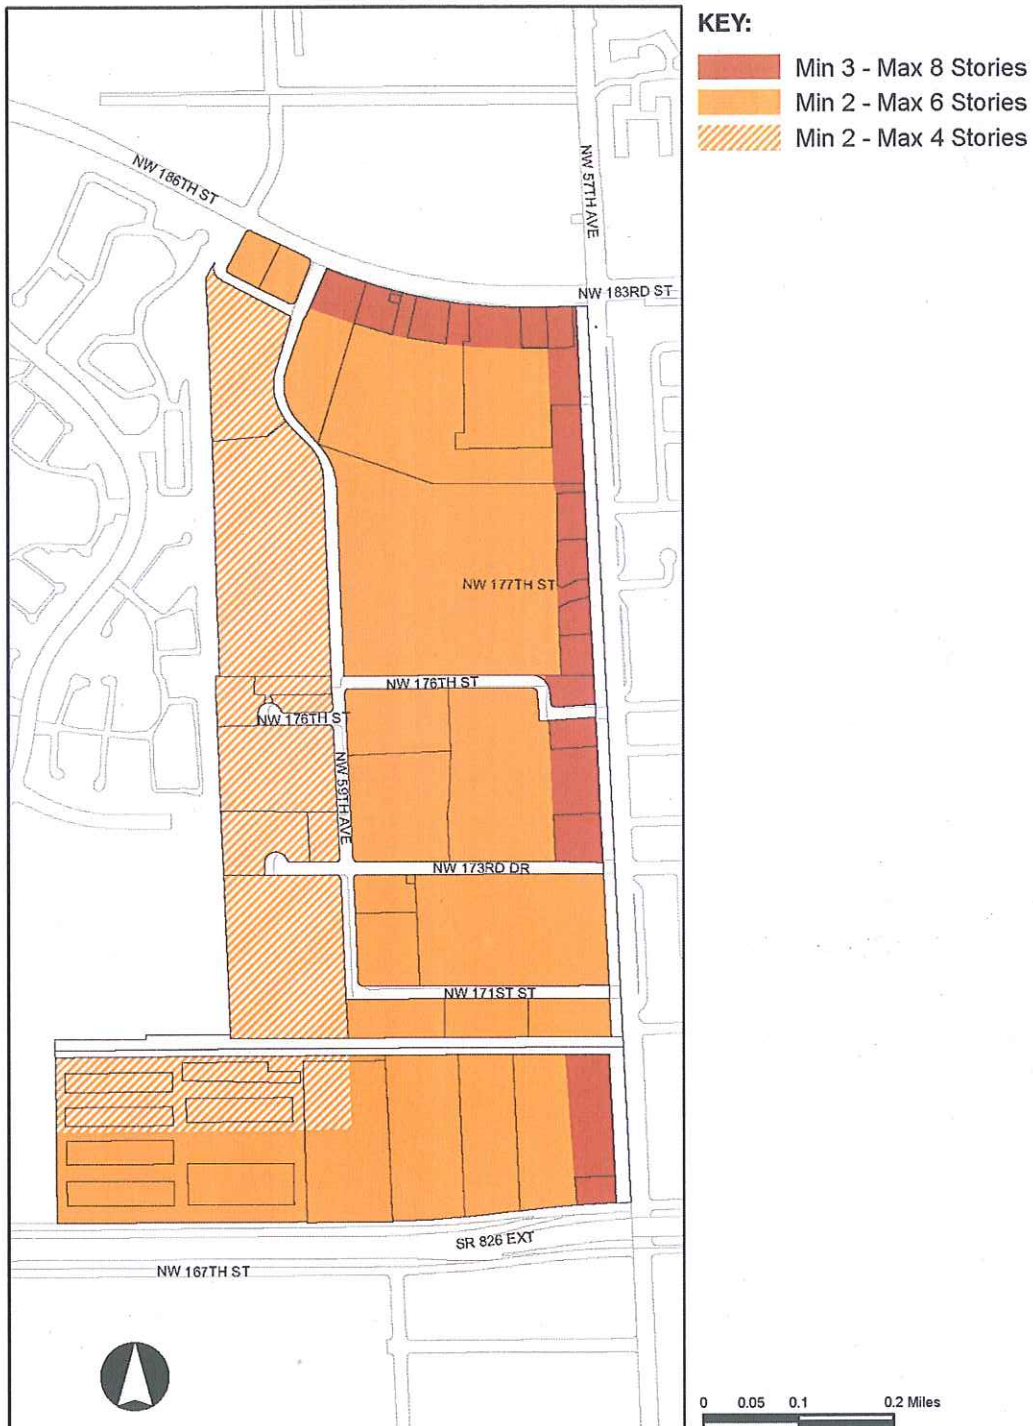 KEY:
Min 3 - Max 8 Stories
Min 2 - Max 6 Stories
Min 2 - Max 4 Stories
NW 186TH ST
NW 57TH AVE
NW 183RD ST
NW 177TH ST
NW 176TH ST
NW 176TH ST
NW 59TH AVE
NW 173RD DR
NW 171ST ST
SR 826 EXT
NW 167TH ST
0 0.05 0.1 0.2 Miles